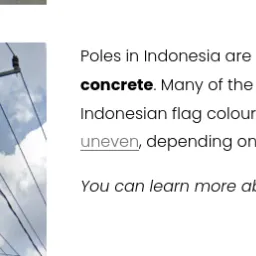 Poles in Indonesia are
concrete. Many of the
Indonesian flag colour
uneven, depending on
You can learn more ab